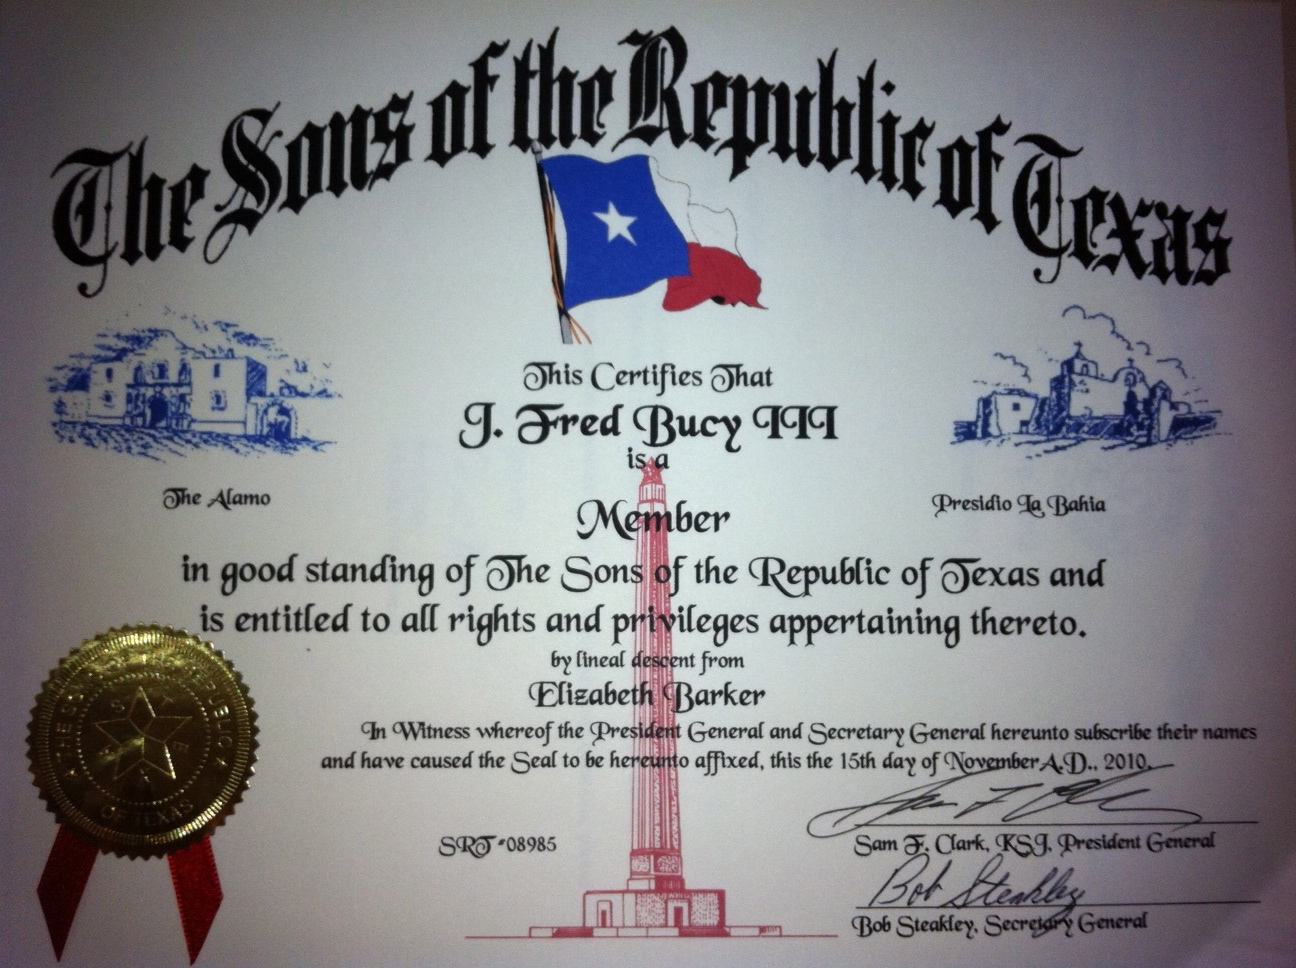 The Sons of the Republic of Texas
This Certifies That
J. Fred Bucy III
is a
The Alamo
Presidio La Bahia
Member
in good standing of The Sons of the Republic of Texas and
is entitled to all rights and privileges appertaining thereto.
by lineal descent from
Elizabeth Barker
In Witness whereof the President General and Secretary General hereunto subscribe their names
and have caused the Seal to be hereunto affixed, this the 15th day of November A.D., 2010.
SRT #08985
Sam F. Clark, KSJ, President General
Bob Steakley
Bob Steakley, Secretary General
OF TEXAS